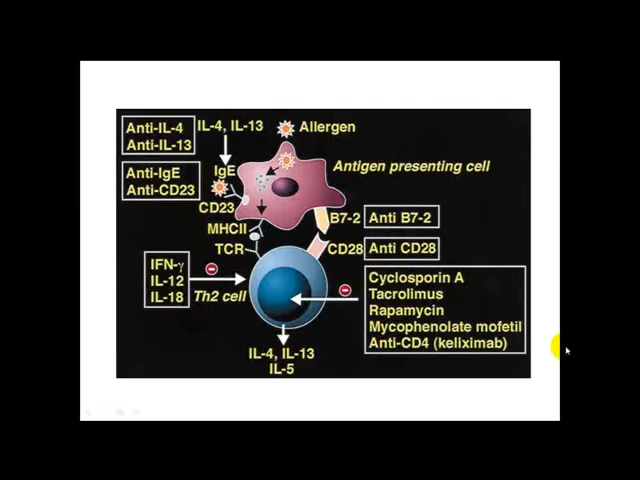 Anti-IL-4
Anti-IL-13
IL-4, IL-13
Allergen
Anti-IgE
Anti-CD23
IgE
Antigen presenting cell
CD23
MHCII
TCR
B7-2
Anti B7-2
CD28
Anti CD28
IFN-γ
IL-12
IL-18
Th2 cell
Cyclosporin A
Tacrolimus
Rapamycin
Mycophenolate mofetil
Anti-CD4 (keliximab)
IL-4, IL-13
IL-5